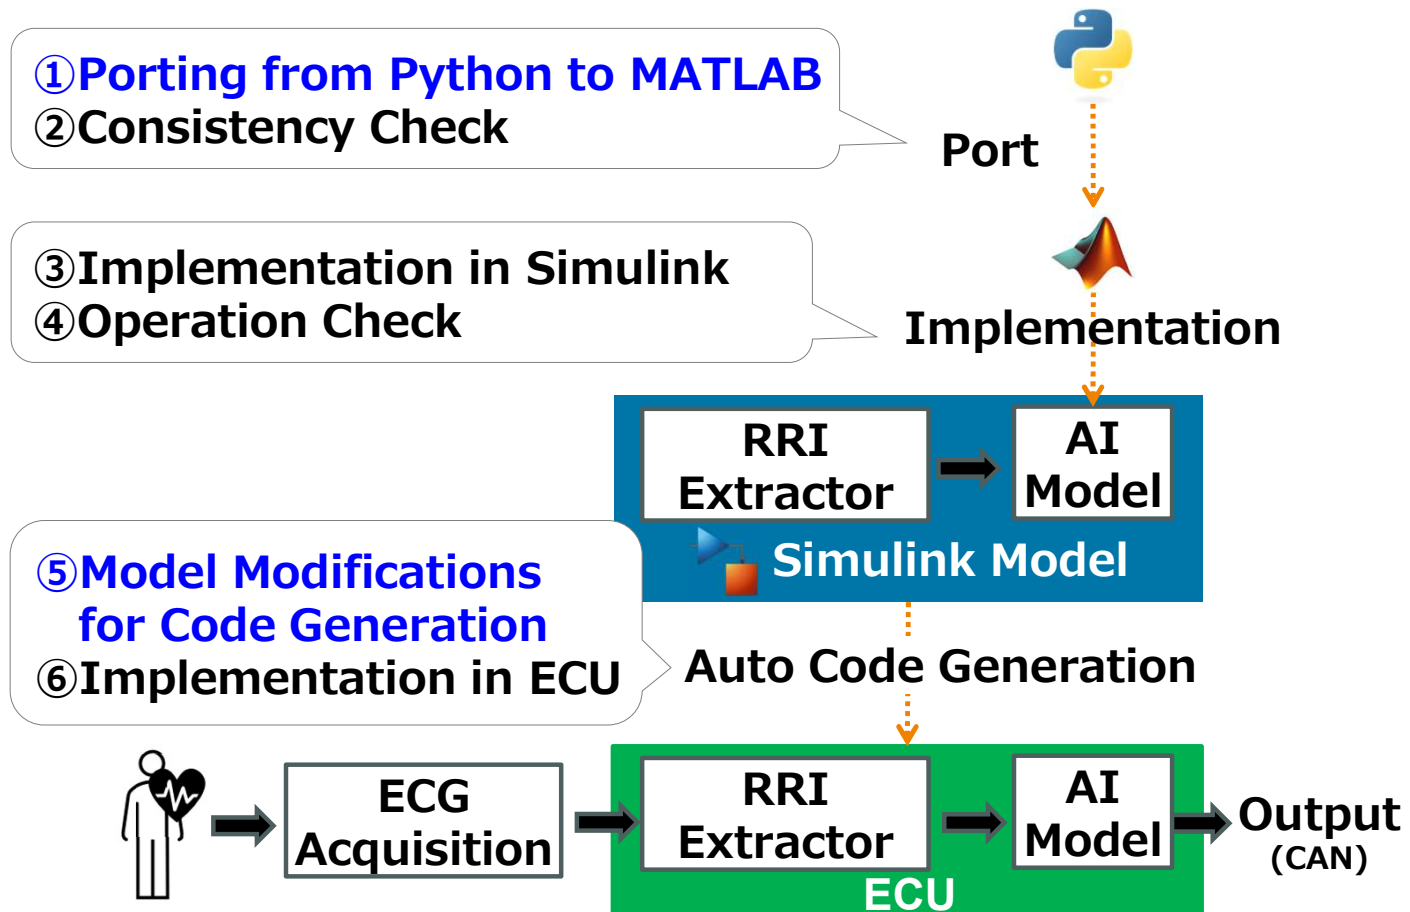 ①Porting from Python to MATLAB
②Consistency Check
Port
③Implementation in Simulink
④Operation Check
Implementation
RRI
Extractor
AI
Model
Simulink Model
⑤Model Modifications
for Code Generation
⑥Implementation in ECU
Auto Code Generation
ECG
Acquisition
RRI
Extractor
AI
Model
Output
(CAN)
ECU